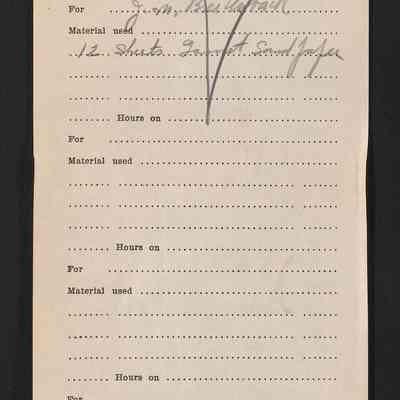 For J. M.
Material used
12 Sheets Garnet Sand paper
Hours on
For
Material used
Hours on
For
Material used
Hours on
For